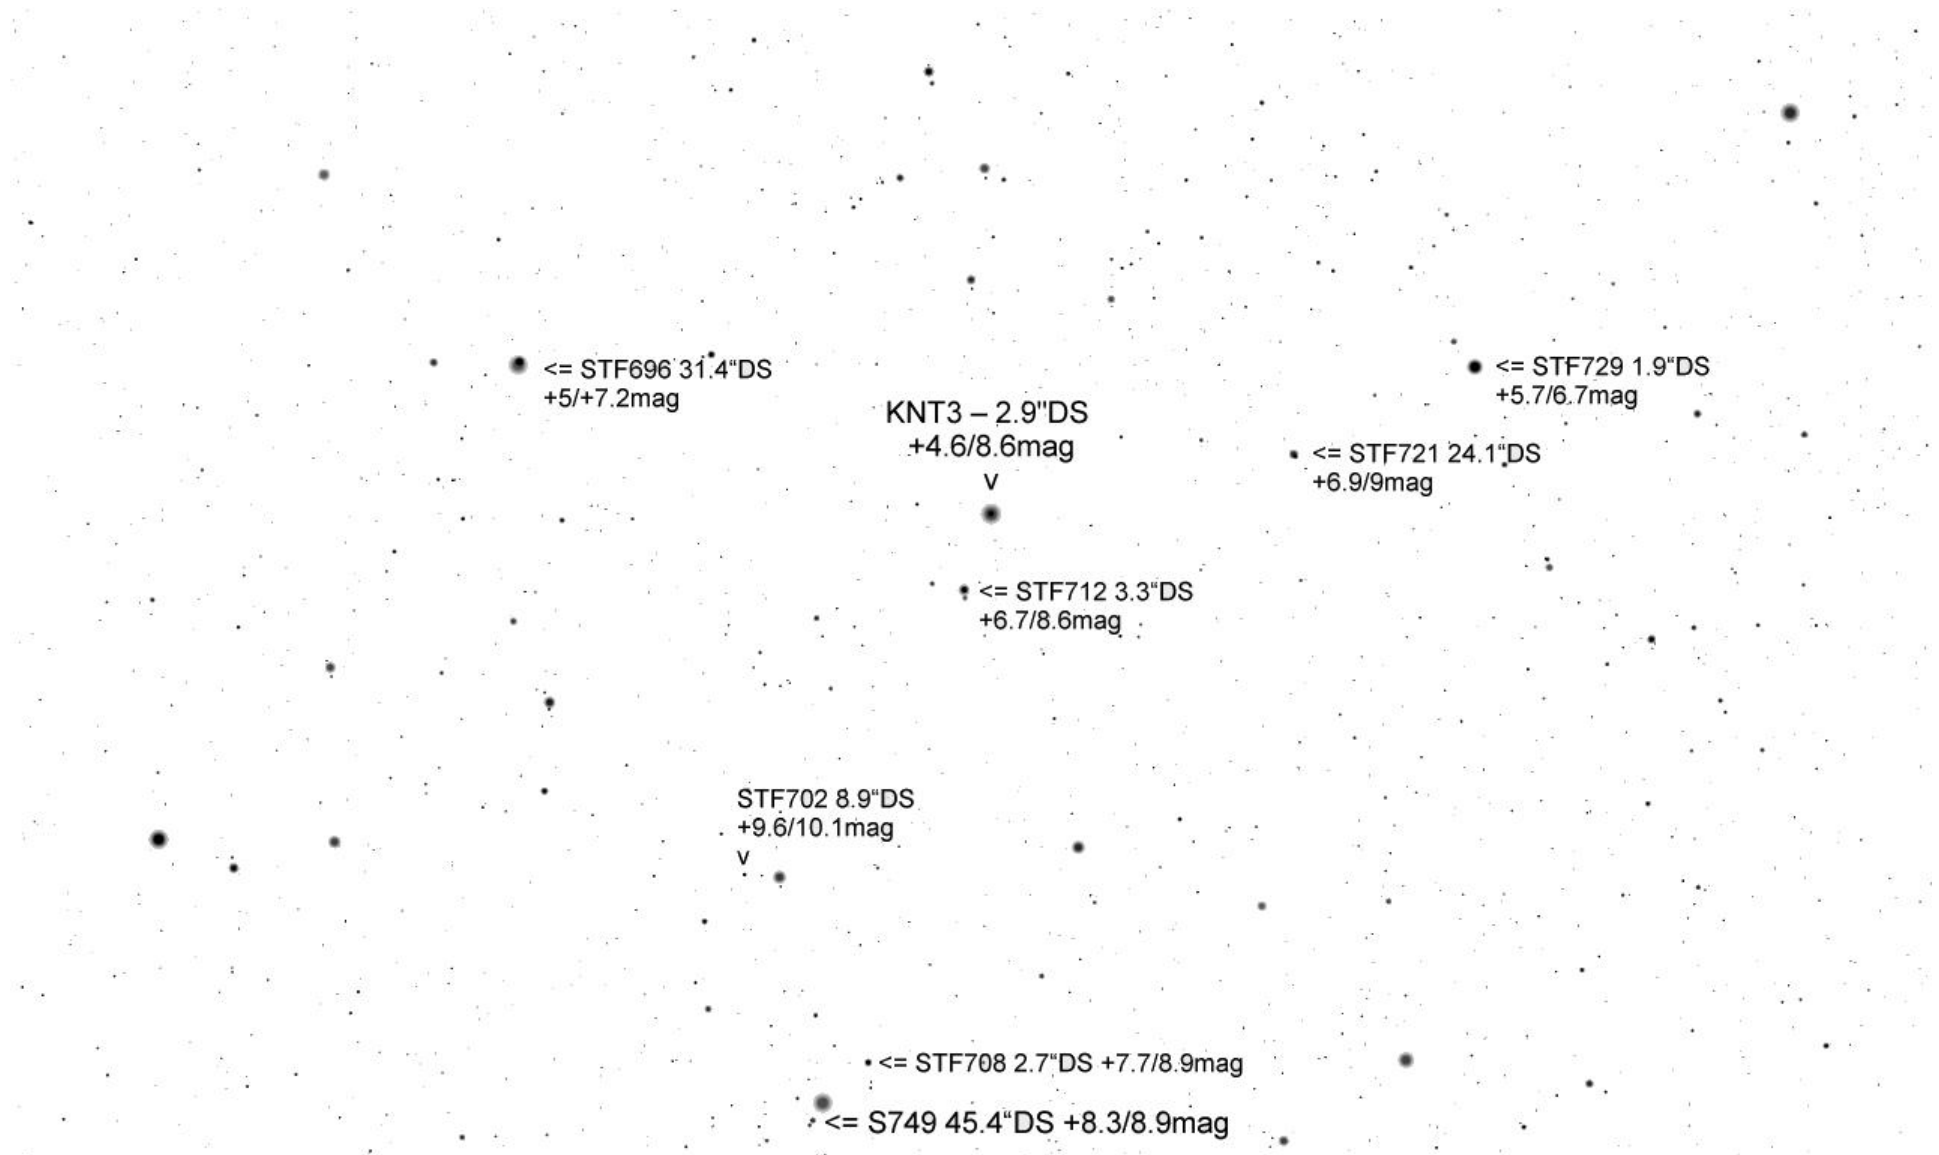 <= STF696 31.4“DS
+5/+7.2mag
<= STF729 1.9“DS
+5.7/6.7mag
KNT3 – 2.9"DS
+4.6/8.6mag
v
<= STF721 24.1“DS
+6.9/9mag
<= STF712 3.3“DS
+6.7/8.6mag
STF702 8.9“DS
+9.6/10.1mag
v
<= STF708 2.7“DS +7.7/8.9mag
<= S749 45.4“DS +8.3/8.9mag